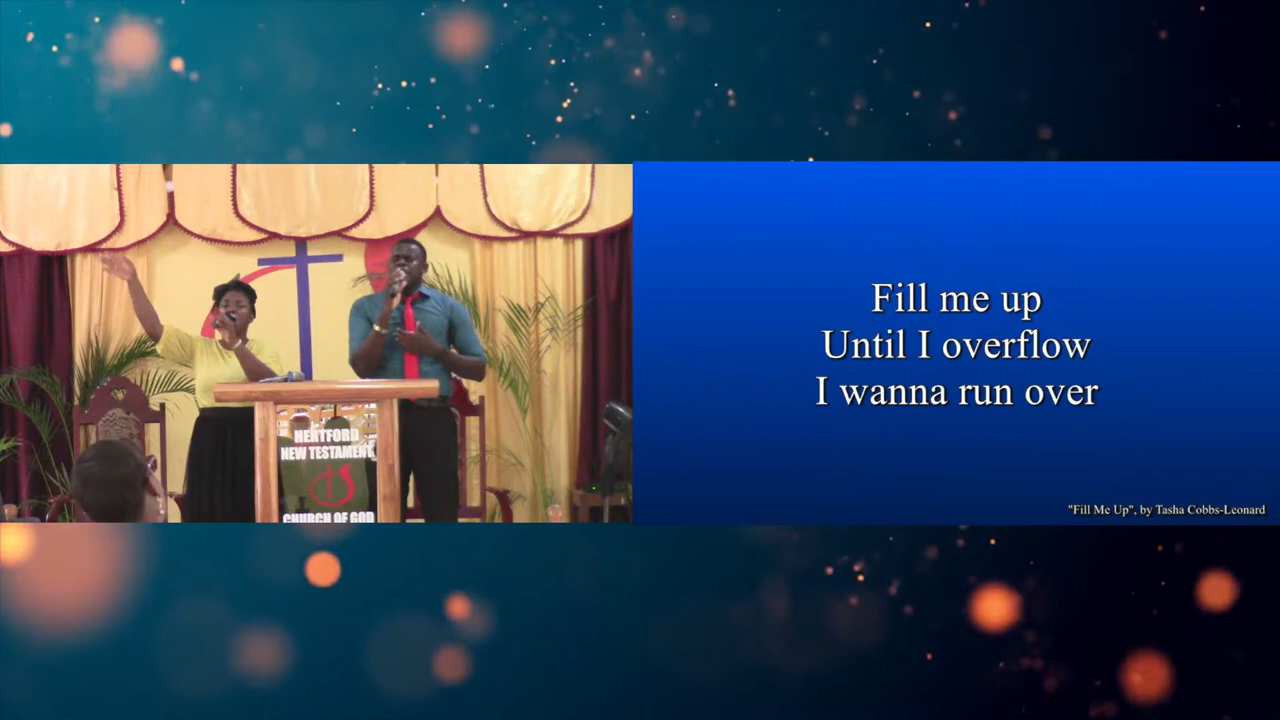 HERTFORD
NEW TESTAMENT
CHURCH OF GOD
Fill me up
Until I overflow
I wanna run over
"Fill Me Up", by Tasha Cobbs-Leonard